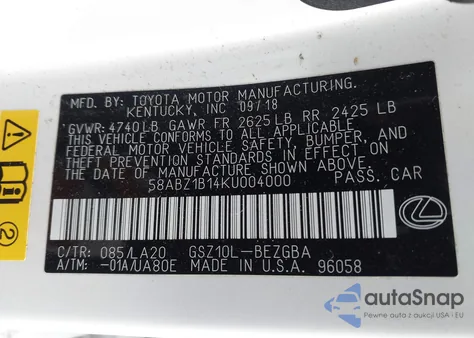 MFD. BY: TOYOTA MOTOR MANUFACTURING,
KENTUCKY, INC 09/18
GVWR: 4740LB GAWR FR 2625 LB RR 2425 LB
THIS VEHICLE CONFORMS TO ALL APPLICABLE
FEDERAL MOTOR VEHICLE SAFETY, BUMPER, AND
THEFT PREVENTION STANDARDS IN EFFECT ON THE
DATE OF MANUFACTURE SHOWN ABOVE.
58ABZ1B14KU004000 PASS. CAR
C/TR: 085/LA20 GSZ10L-BEZGBA
A/TM: -01A/UA80E MADE IN U.S.A. 96058
2
autoSnap
Pewne auta z USA - EU